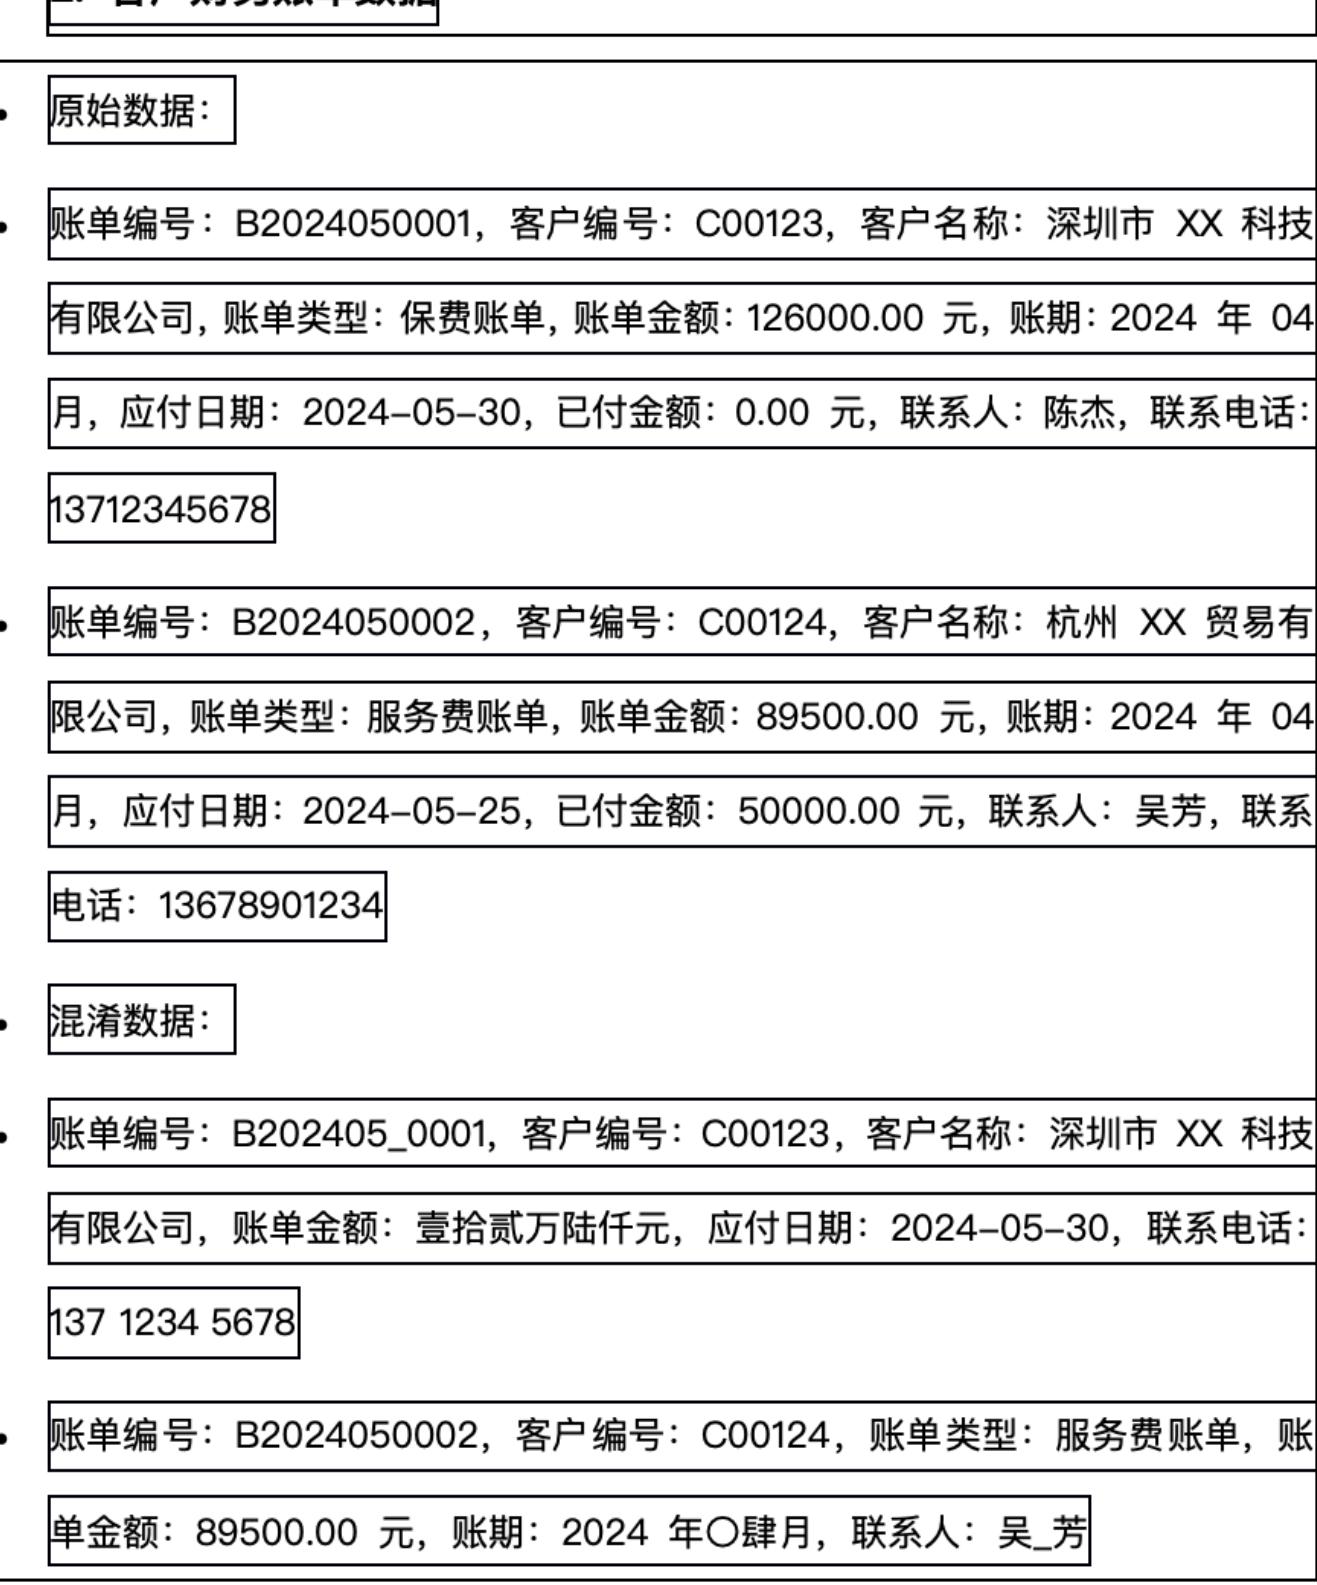 2. 客户财务账单数据
原始数据：
账单编号：B2024050001，客户编号：C00123，客户名称：深圳市 XX 科技
有限公司，账单类型：保费账单，账单金额：126000.00 元，账期：2024 年 04
月，应付日期：2024-05-30，已付金额：0.00 元，联系人：陈杰，联系电话：
13712345678
账单编号：B2024050002，客户编号：C00124，客户名称：杭州 XX 贸易有
限公司，账单类型：服务费账单，账单金额：89500.00 元，账期：2024 年 04
月，应付日期：2024-05-25，已付金额：50000.00 元，联系人：吴芳，联系
电话：13678901234
混淆数据：
账单编号：B202405_0001，客户编号：C00123，客户名称：深圳市 XX 科技
有限公司，账单金额：壹拾贰万陆仟元，应付日期：2024-05-30，联系电话：
137 1234 5678
账单编号：B2024050002，客户编号：C00124，账单类型：服务费账单，账
单金额：89500.00 元，账期：2024 年〇肆月，联系人：吴_芳